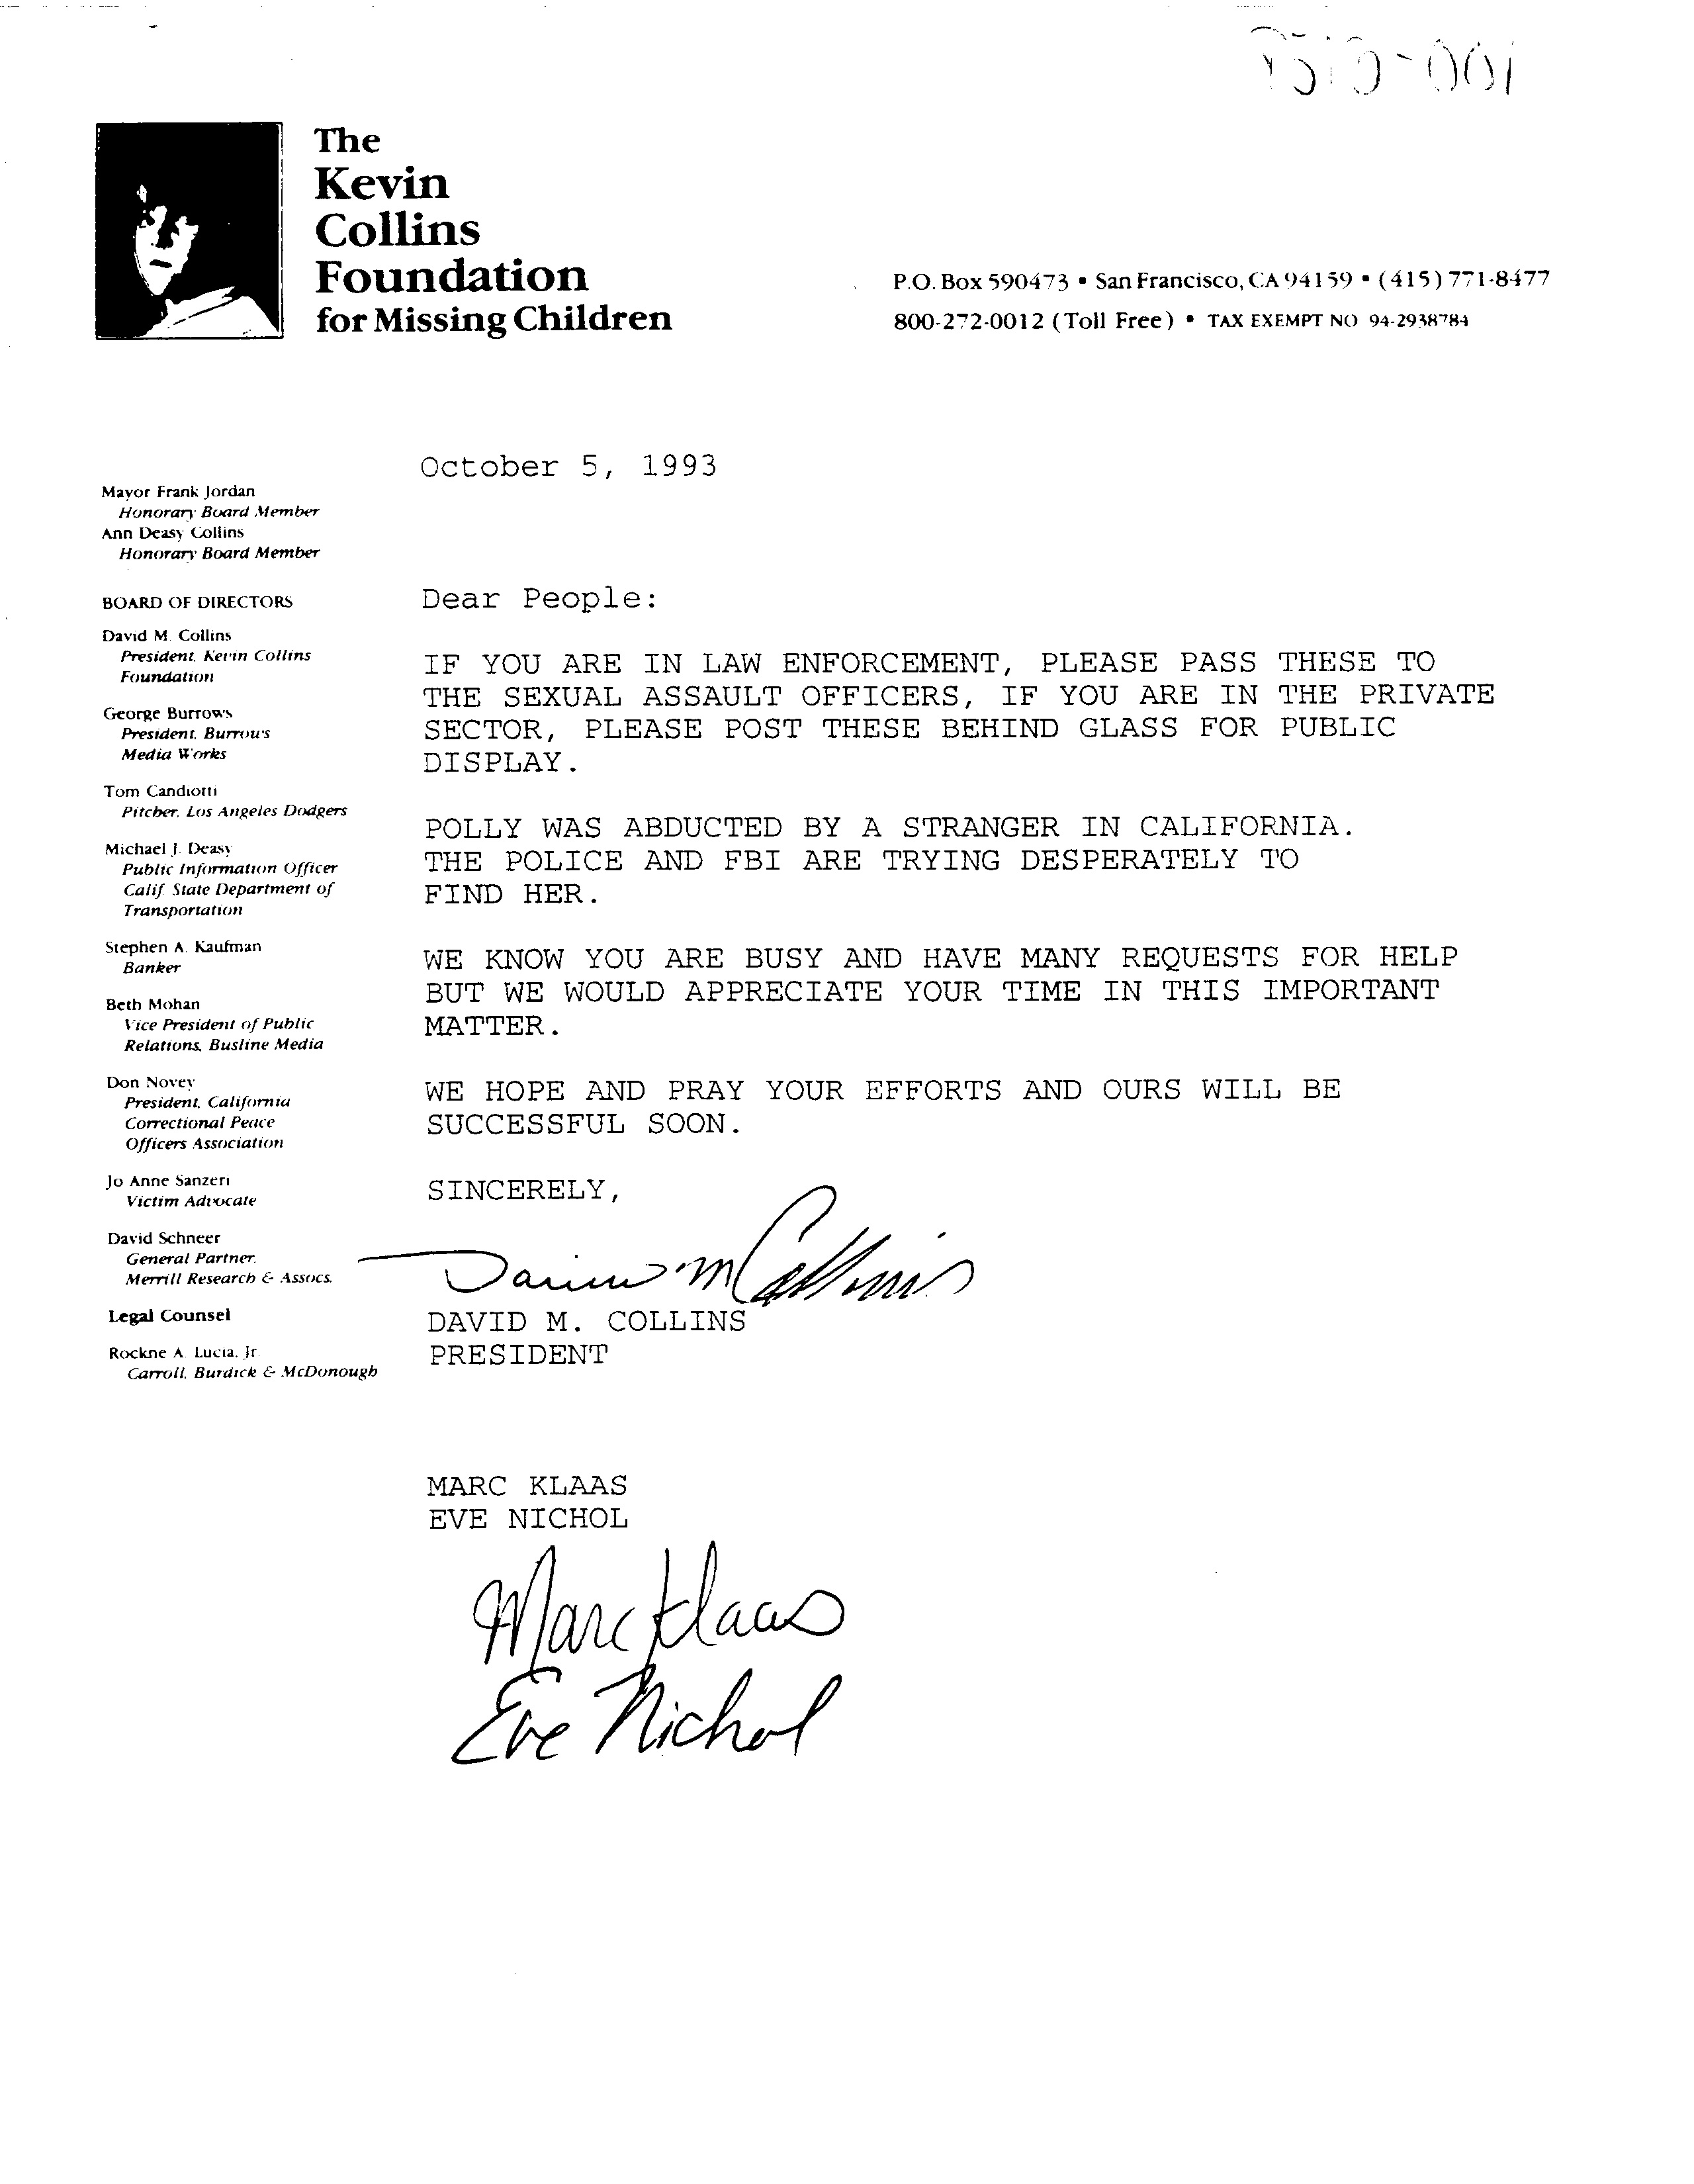 The
Kevin
Collins
Foundation
for Missing Children
P.O. Box 590473 ▪ San Francisco, CA 94159 ▪ (415) 771-8477
800-272-0012 (Toll Free) • TAX EXEMPT NO 94-2938784
October 5, 1993
Mayor Frank Jordan
Honorary Board Member
Ann Deasy Collins
Honorary Board Member
BOARD OF DIRECTORS
David M. Collins
President, Kevin Collins
Foundation
George Burrows
President, Burrows
Media Works
Tom Candiotti
Pitcher, Los Angeles Dodgers
Michael J. Deasy
Public Information Officer
Calif. State Department of
Transportation
Stephen A. Kaufman
Banker
Beth Mohan
Vice President of Public
Relations, Busline Media
Don Novey
President, California
Correctional Peace
Officers Association
Jo Anne Sanzeri
Victim Advocate
David Schneer
General Partner,
Merrill Research & Assocs.
Legal Counsel
Rockne A. Lucia, Jr.
Carroll, Burdick & McDonough
Dear People:
IF YOU ARE IN LAW ENFORCEMENT, PLEASE PASS THESE TO
THE SEXUAL ASSAULT OFFICERS, IF YOU ARE IN THE PRIVATE
SECTOR, PLEASE POST THESE BEHIND GLASS FOR PUBLIC
DISPLAY.
POLLY WAS ABDUCTED BY A STRANGER IN CALIFORNIA.
THE POLICE AND FBI ARE TRYING DESPERATELY TO
FIND HER.
WE KNOW YOU ARE BUSY AND HAVE MANY REQUESTS FOR HELP
BUT WE WOULD APPRECIATE YOUR TIME IN THIS IMPORTANT
MATTER.
WE HOPE AND PRAY YOUR EFFORTS AND OURS WILL BE
SUCCESSFUL SOON.
SINCERELY,
David M Collins
DAVID M. COLLINS
PRESIDENT
MARC KLAAS
EVE NICHOL
Marc Klaas
Eve Nichol